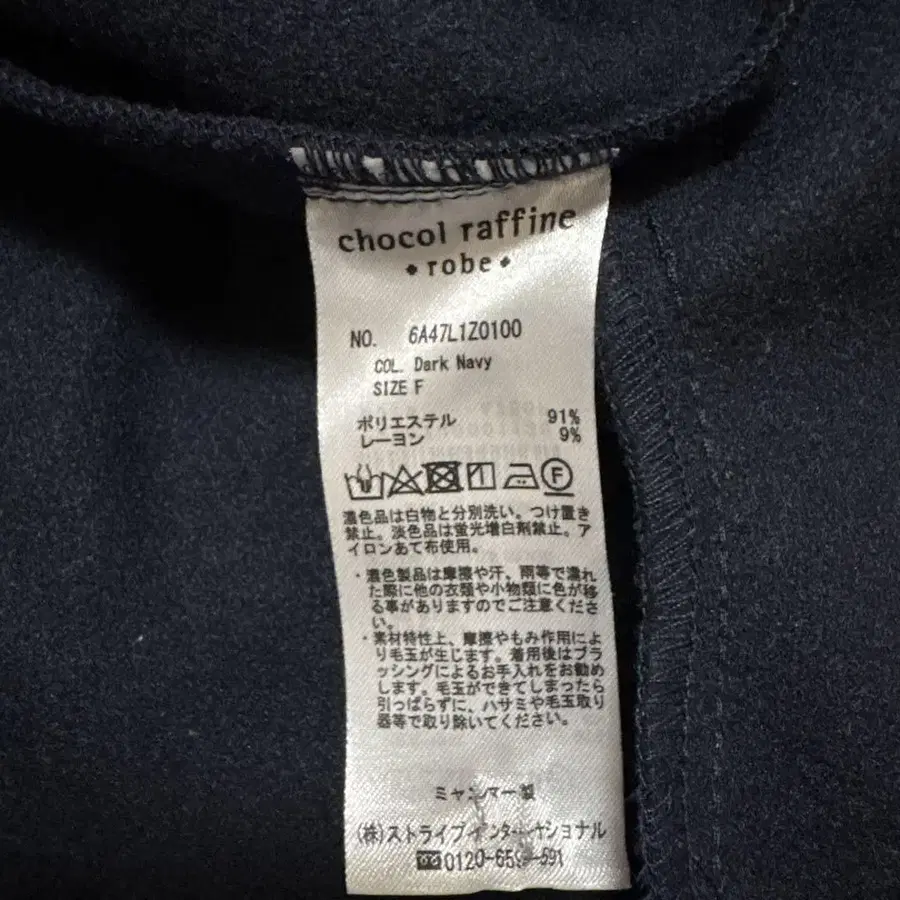 chocol raffine
robe
NO. 6A47L1Z0100
COL. Dark Navy
SIZE F
ポリエステル 91%
レーヨン 9%
F
濃色品は白物と分別洗い。つけ置き
禁止。淡色品は蛍光増白剤禁止。ア
イロンあて布使用。
・濃色製品は摩擦や汗、雨等で濡れ
た際に他の衣類や小物類に色が移
る事がありますのでご注意くださ
い。
・素材特性上、摩擦やもみ作用によ
り毛玉が生じます。着用後はブラ
ッシングによるお手入れをお勧め
します。毛玉ができてしまったら
引っぱらずに、ハサミや毛玉取り
器等で取り除いてください。
ミャンマー製
(株)ストライプインターナショナル